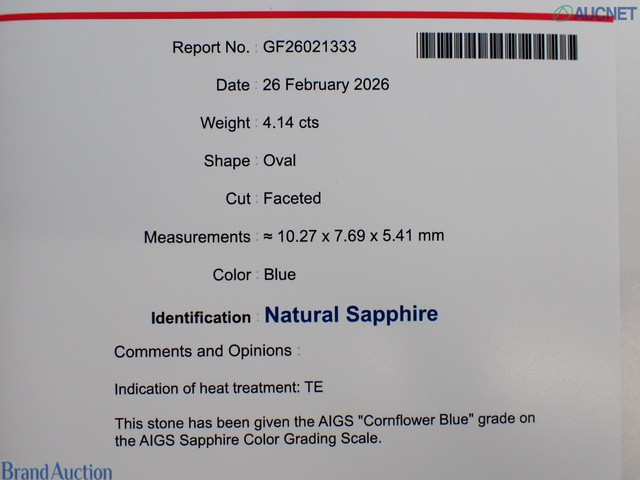 AUCNET
Report No. : GF26021333
Date : 26 February 2026
Weight : 4.14 cts
Shape : Oval
Cut : Faceted
Measurements : ≈ 10.27 x 7.69 x 5.41 mm
Color : Blue
Identification : Natural Sapphire
Comments and Opinions :
Indication of heat treatment: TE
This stone has been given the AIGS "Cornflower Blue" grade on
the AIGS Sapphire Color Grading Scale.
Brand Auction